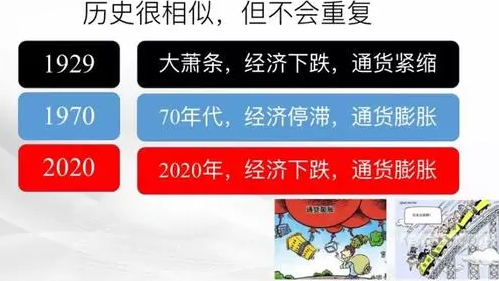 历史很相似，但不会重复
1929
大萧条，经济下跌，通货紧缩
1970
70年代，经济停滞，通货膨胀
2020
2020年，经济下跌，通货膨胀
通货膨胀